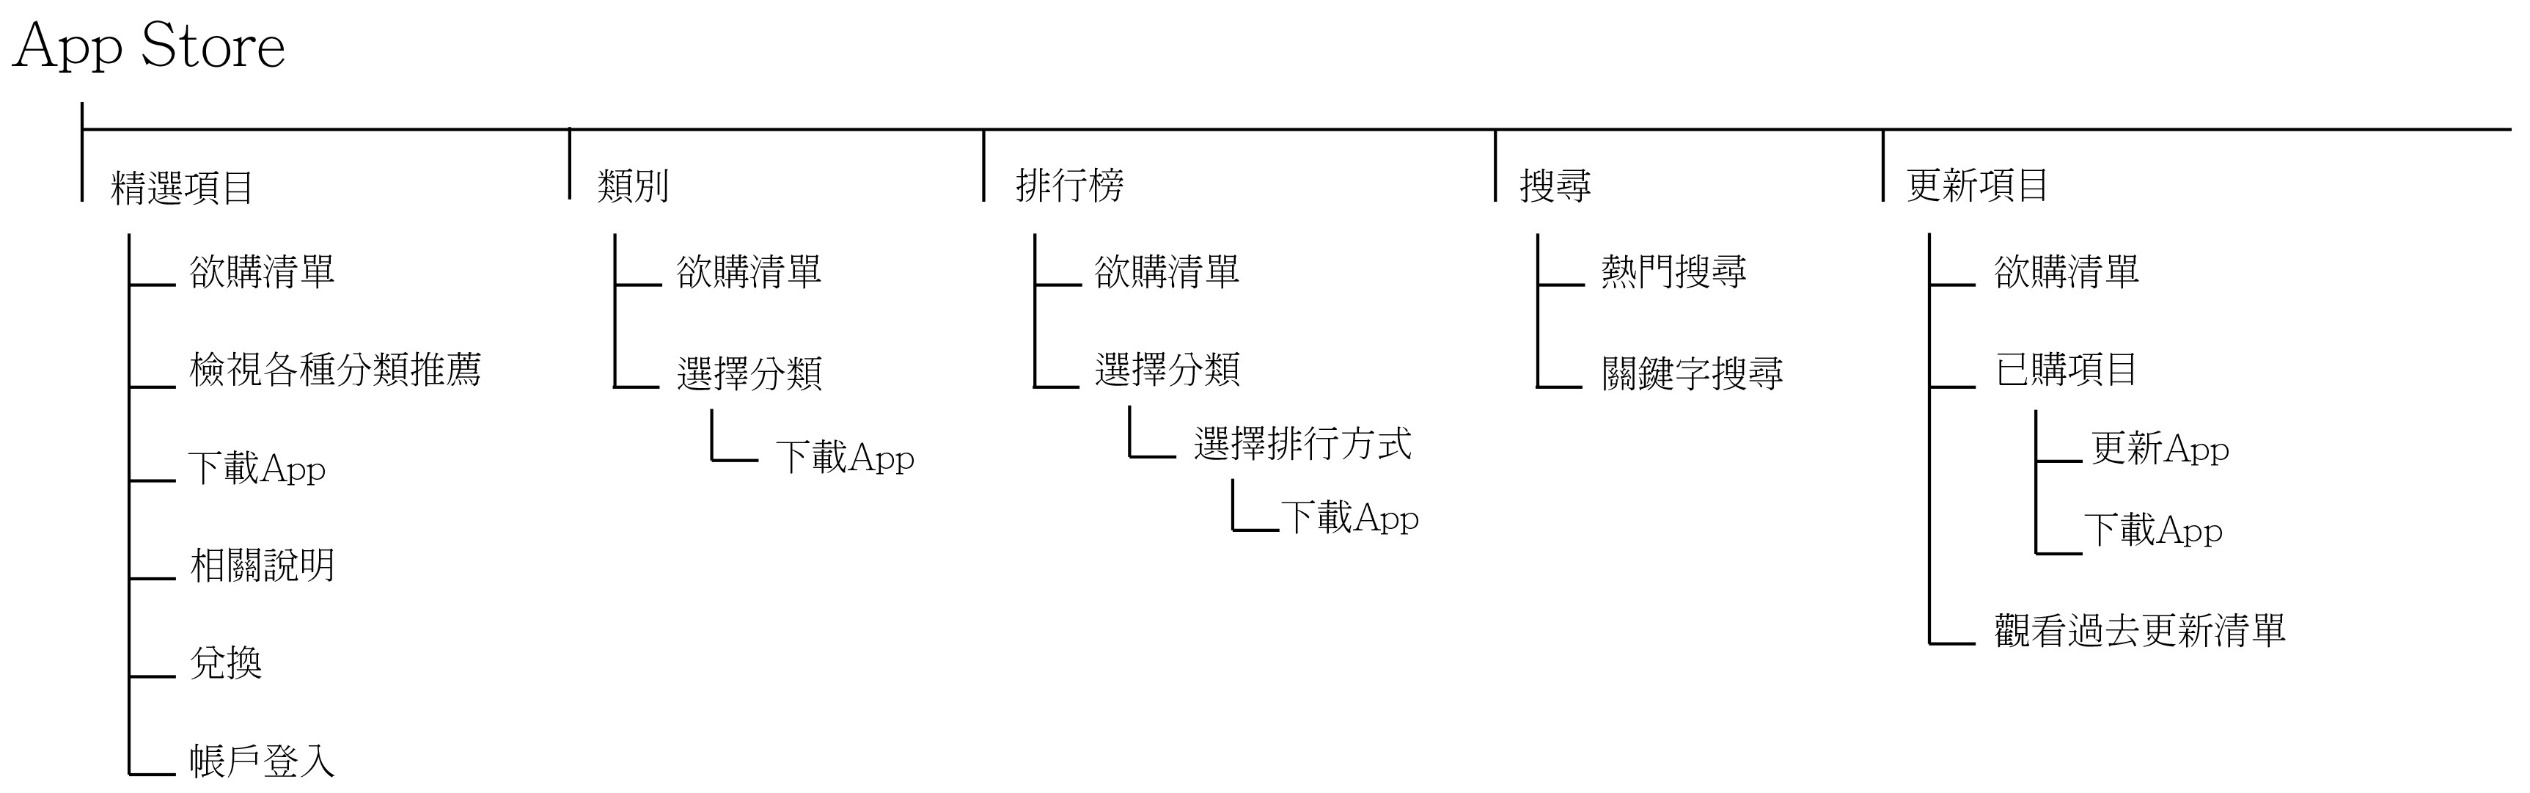 App Store
精選項目
欲購清單
檢視各種分類推薦
下載App
相關說明
兌換
帳戶登入
類別
欲購清單
選擇分類
下載App
排行榜
欲購清單
選擇分類
選擇排行方式
下載App
搜尋
熱門搜尋
關鍵字搜尋
更新項目
欲購清單
已購項目
更新App
下載App
觀看過去更新清單